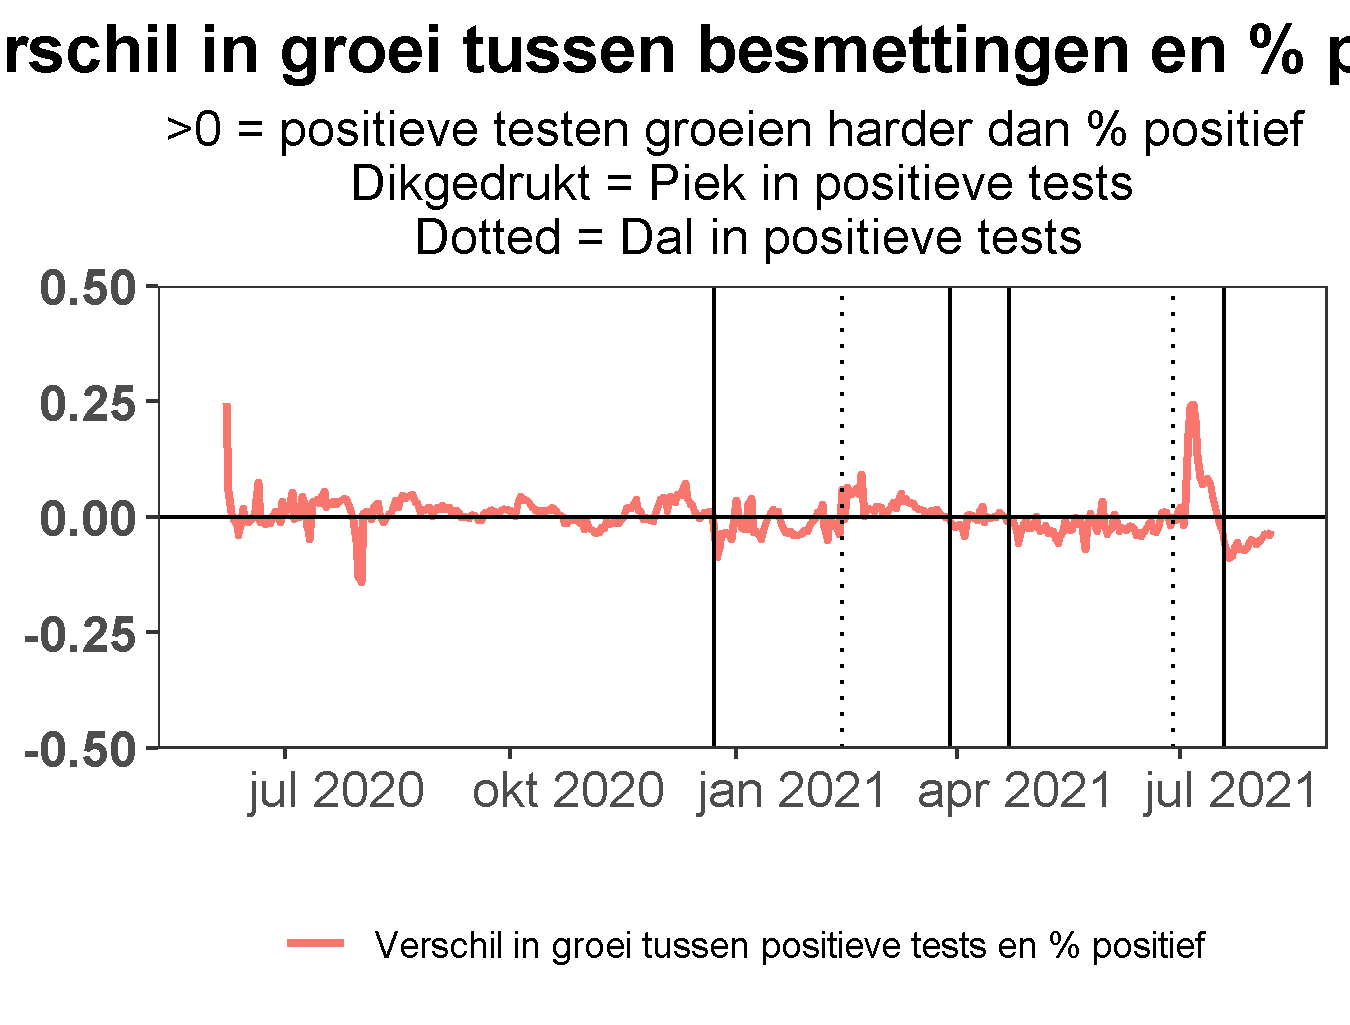 rschil in groei tussen besmettingen en % p
>0 = positieve testen groeien harder dan % positief
Dikgedrukt = Piek in positieve tests
Dotted = Dal in positieve tests
0.50
0.25
0.00
-0.25
-0.50
jul 2020 okt 2020 jan 2021 apr 2021 jul 2021
Verschil in groei tussen positieve tests en % positief